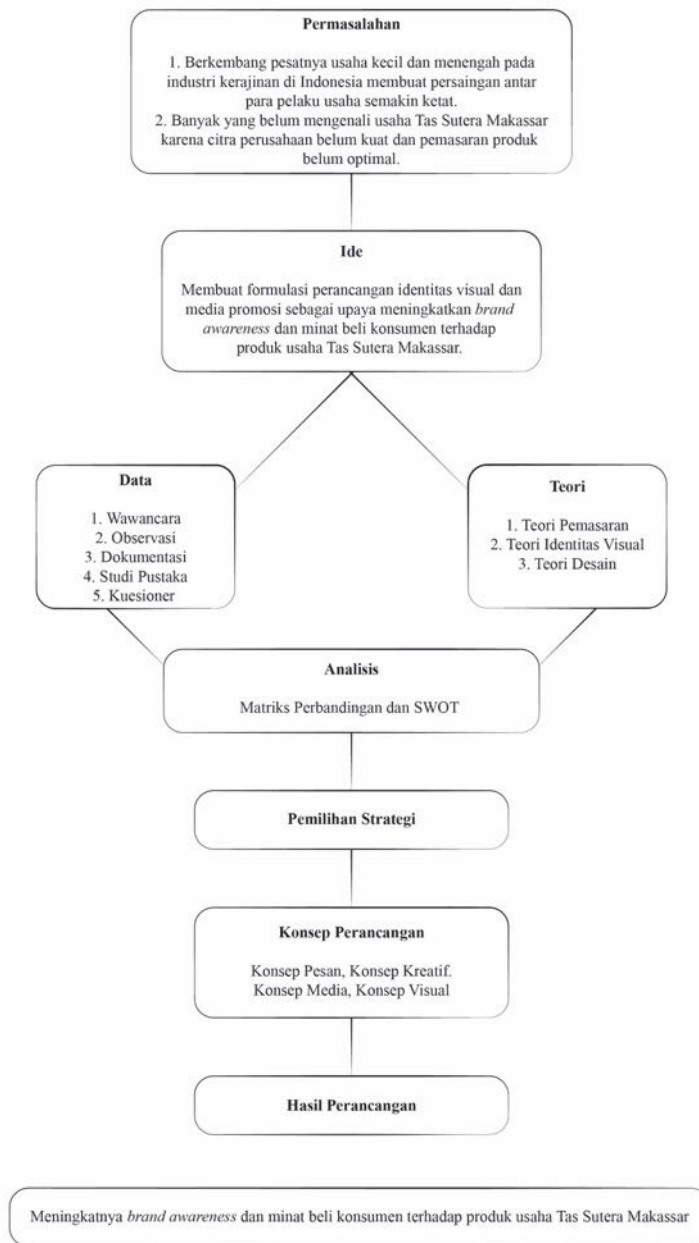 Permasalahan
1. Berkembang pesatnya usaha kecil dan menengah pada
industri kerajinan di Indonesia membuat persaingan antar
para pelaku usaha semakin ketat.
2. Banyak yang belum mengenali usaha Tas Sutera Makassar
karena citra perusahaan belum kuat dan pemasaran produk
belum optimal.
Ide
Membuat formulasi perancangan identitas visual dan
media promosi sebagai upaya meningkatkan brand
awareness dan minat beli konsumen terhadap
produk usaha Tas Sutera Makassar.
Data
1. Wawancara
2. Observasi
3. Dokumentasi
4. Studi Pustaka
5. Kuesioner
Teori
1. Teori Pemasaran
2. Teori Identitas Visual
3. Teori Desain
Analisis
Matriks Perbandingan dan SWOT
Pemilihan Strategi
Konsep Perancangan
Konsep Pesan, Konsep Kreatif.
Konsep Media, Konsep Visual
Hasil Perancangan
Meningkatnya brand awareness dan minat beli konsumen terhadap produk usaha Tas Sutera Makassar